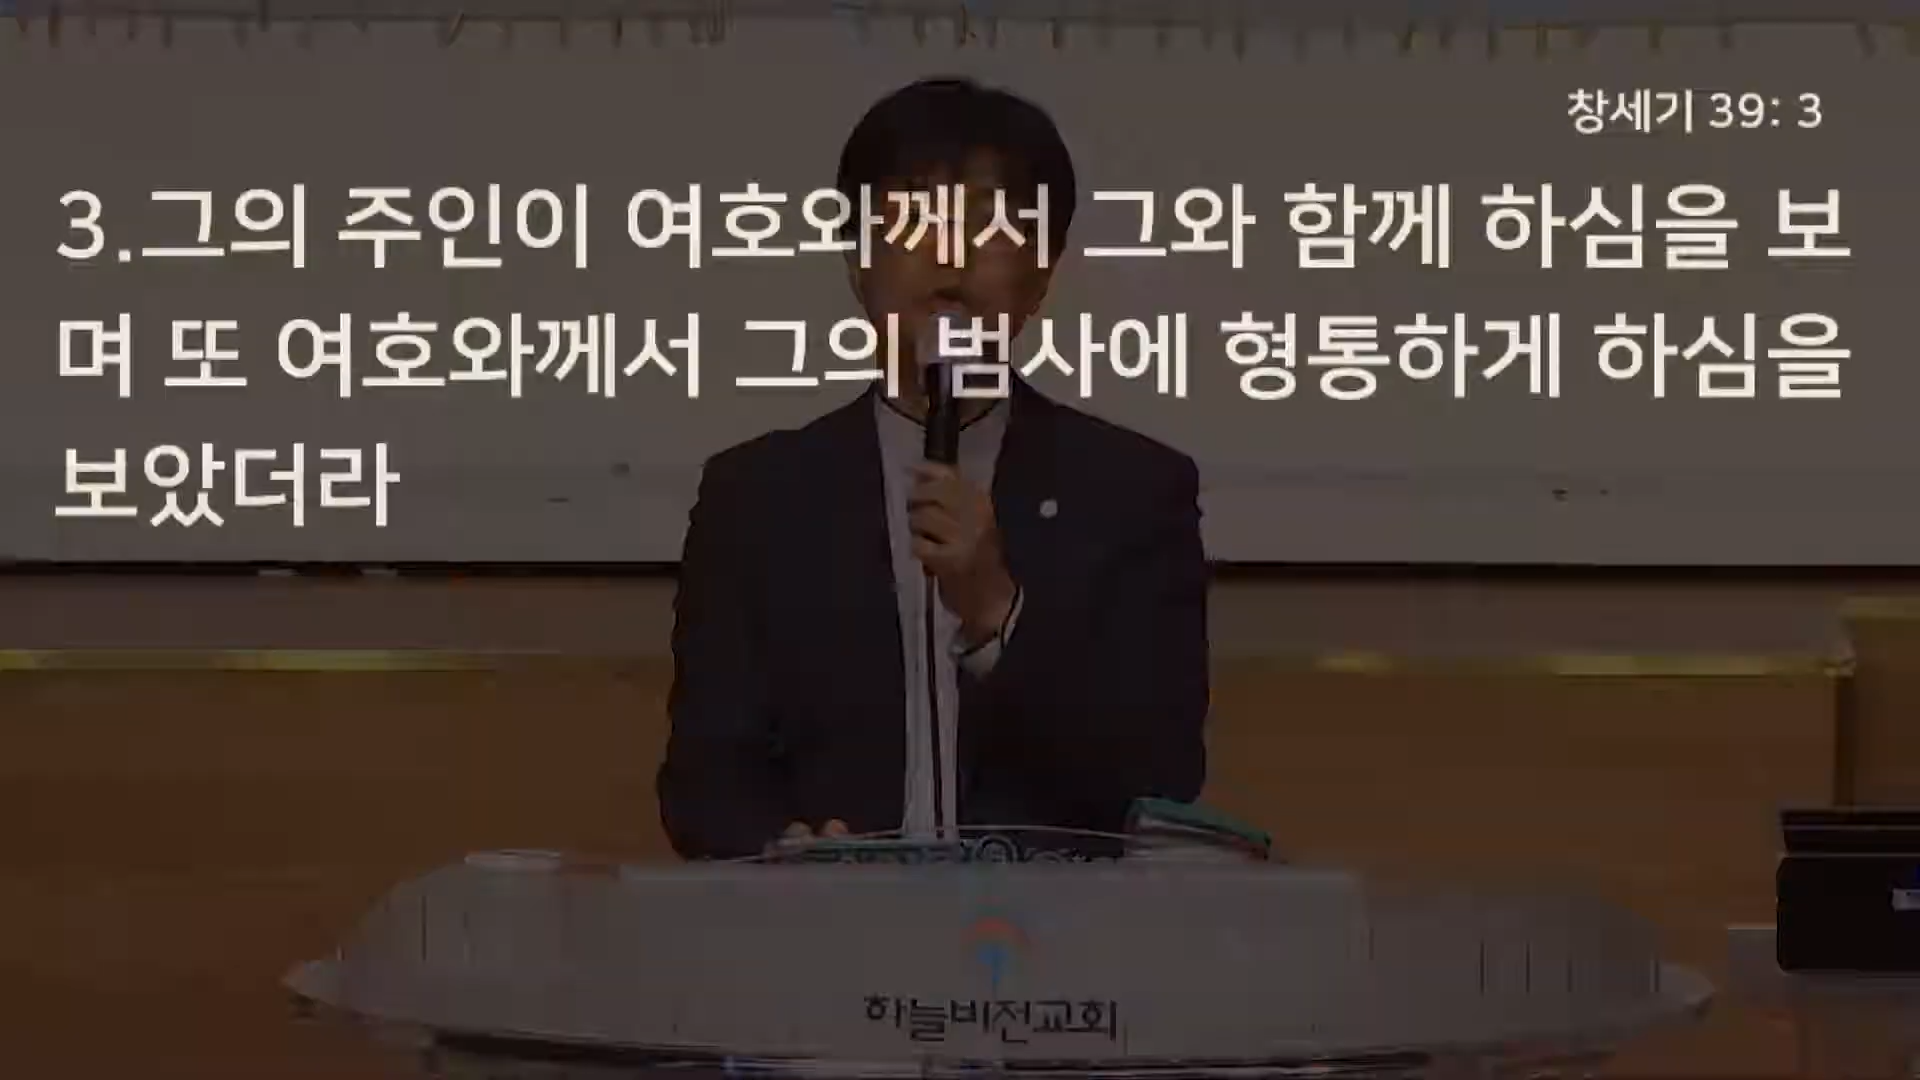 창세기 39: 3
3.그의 주인이 여호와께서 그와 함께 하심을 보
며 또 여호와께서 그의 범사에 형통하게 하심을
보았더라
하늘비전교회